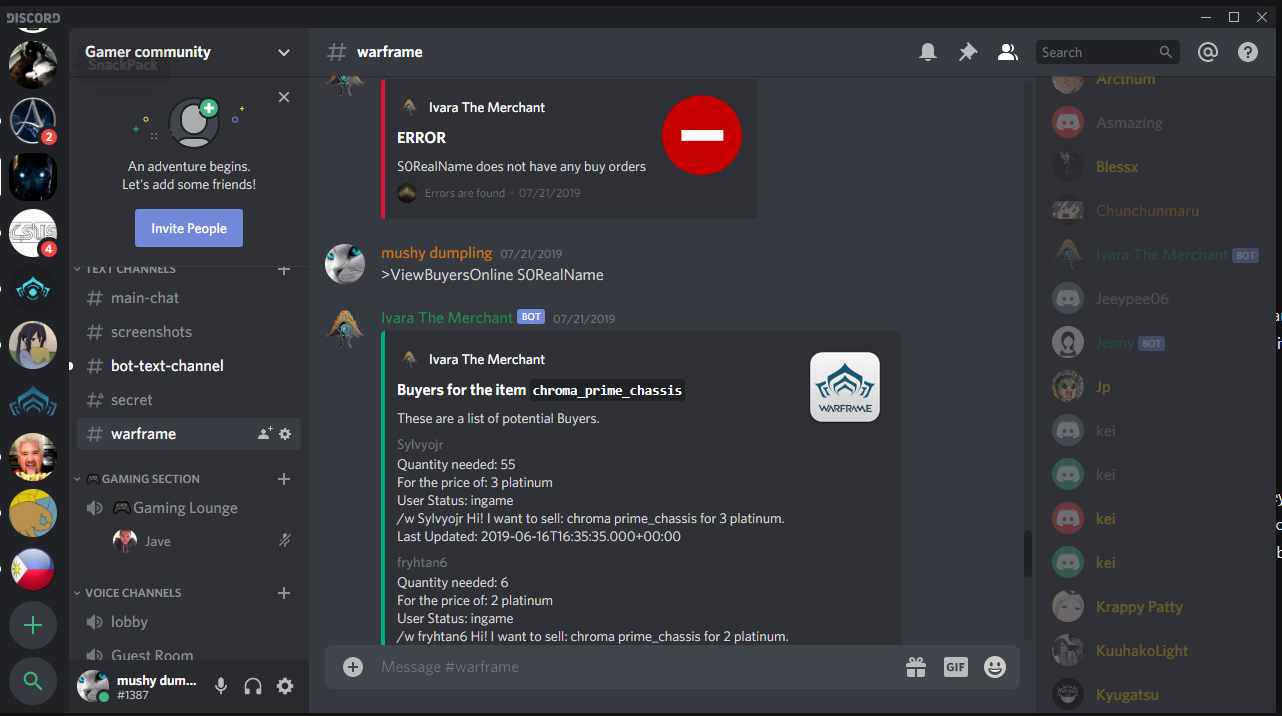 DISCORD
2
4
Gamer community
SnackPack
An adventure begins.
Let's add some friends!
Invite People
TEXT CHANNELS
main-chat
screenshots
bot-text-channel
secret
warframe
GAMING SECTION
Gaming Lounge
Jave
VOICE CHANNELS
lobby
Guest Room
mushy dum...
#1387
# warframe
Search
Ivara The Merchant
ERROR
S0RealName does not have any buy orders
Errors are found • 07/21/2019
mushy dumpling 07/21/2019
>ViewBuyersOnline S0RealName
Ivara The Merchant BOT 07/21/2019
Ivara The Merchant
Buyers for the item chroma_prime_chassis
These are a list of potential Buyers.
WARFRAME
Sylvyojr
Quantity needed: 55
For the price of: 3 platinum
User Status: ingame
/w Sylvyojr Hi! I want to sell: chroma prime_chassis for 3 platinum.
Last Updated: 2019-06-16T16:35:35.000+00:00
fryhtan6
Quantity needed: 6
For the price of: 2 platinum
User Status: ingame
/w fryhtan6 Hi! I want to sell: chroma prime_chassis for 2 platinum.
Message #warframe
GIF
Arcthum
Asmazing
Blessx
Chunchunmaru
Ivara The Merchant BOT
Jeeypee06
Jenny BOT
Jp
kei
kei
kei
kei
Krappy Patty
KuuhakoLight
Kyugatsu